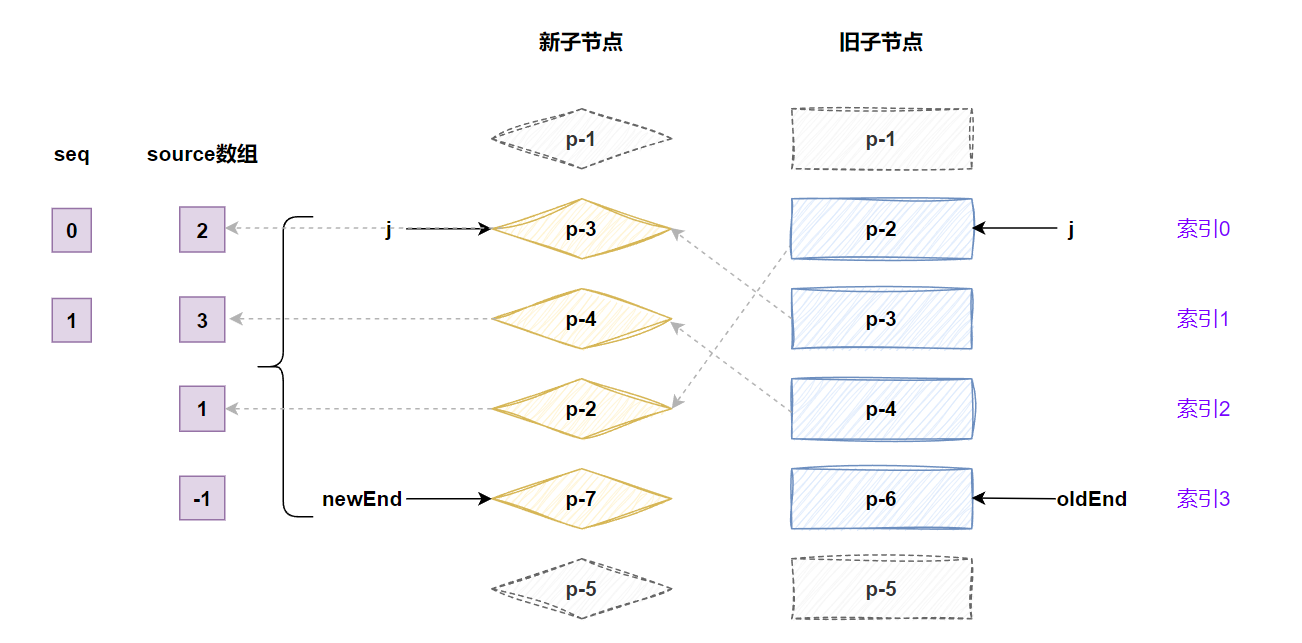 新子节点 旧子节点
p-1 p-1
seq source数组
0 2 j p-3 p-2 j 索引0
1 3 p-4 p-3 索引1
1 p-2 p-4 索引2
-1 newEnd p-7 p-6 oldEnd 索引3
p-5 p-5